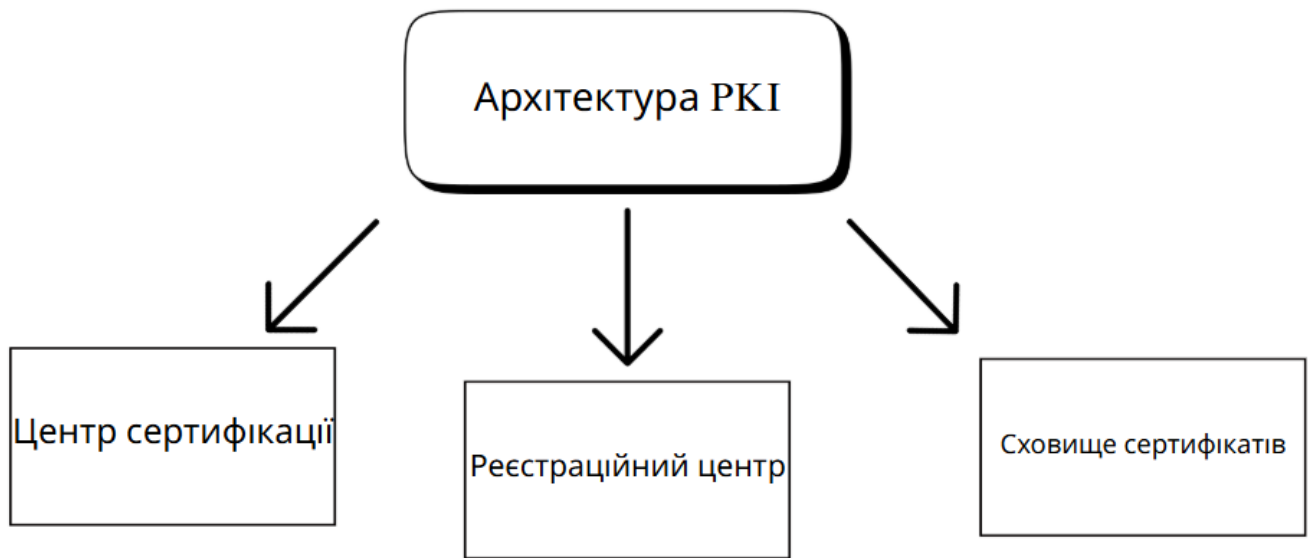 Архітектура PKI
Центр сертифікації
Реєстраційний центр
Сховище сертифікатів